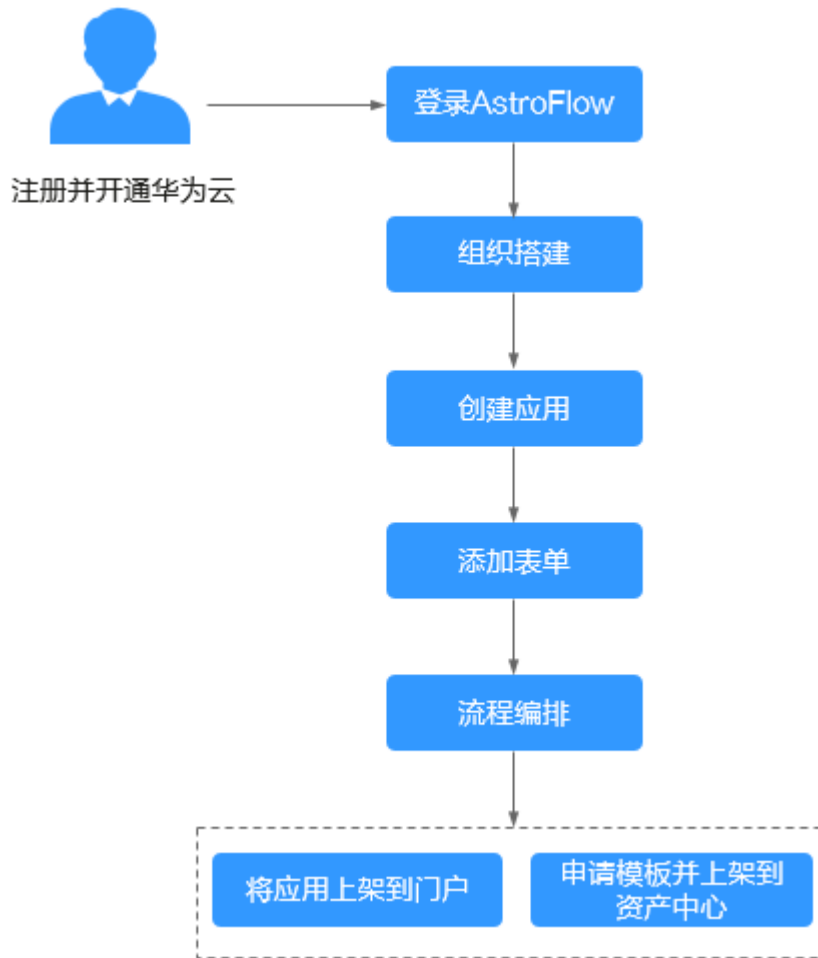 登录AstroFlow
注册并开通华为云
组织搭建
创建应用
添加表单
流程编排
将应用上架到门户
申请模板并上架到
资产中心